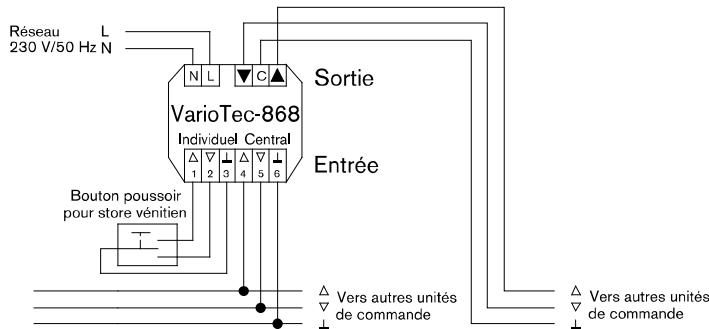 Réseau L
230 V/50 Hz N
N L ▼ C ▲
Sortie
VarioTec-868
Individuel Central
△ ▽ ⊥ △ ▽ ⊥
1 2 3 4 5 6
Entrée
Bouton poussoir
pour store vénitien
△ Vers autres unités
▽ de commande
⊥
△ Vers autres unités
▽ de commande
⊥